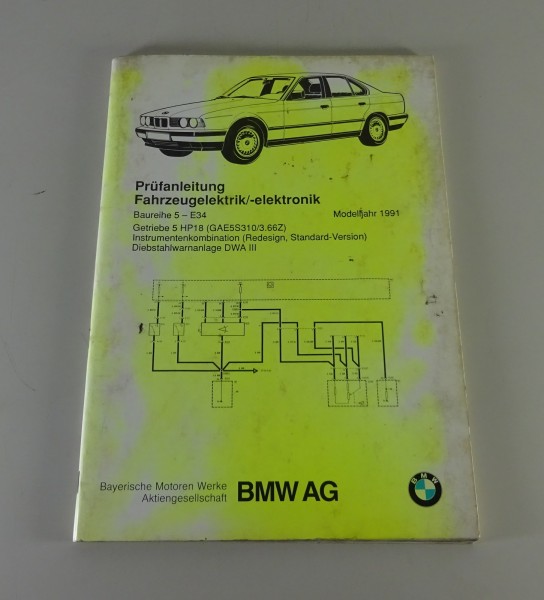 Prüfanleitung
Fahrzeugelektrik/-elektronik
Baureihe 5 – E34 Modelljahr 1991
Getriebe 5 HP18 (GAE5S310/3.66Z)
Instrumentenkombination (Redesign, Standard-Version)
Diebstahlwarnanlage DWA III
Bayerische Motoren Werke
Aktiengesellschaft
BMW AG
BMW